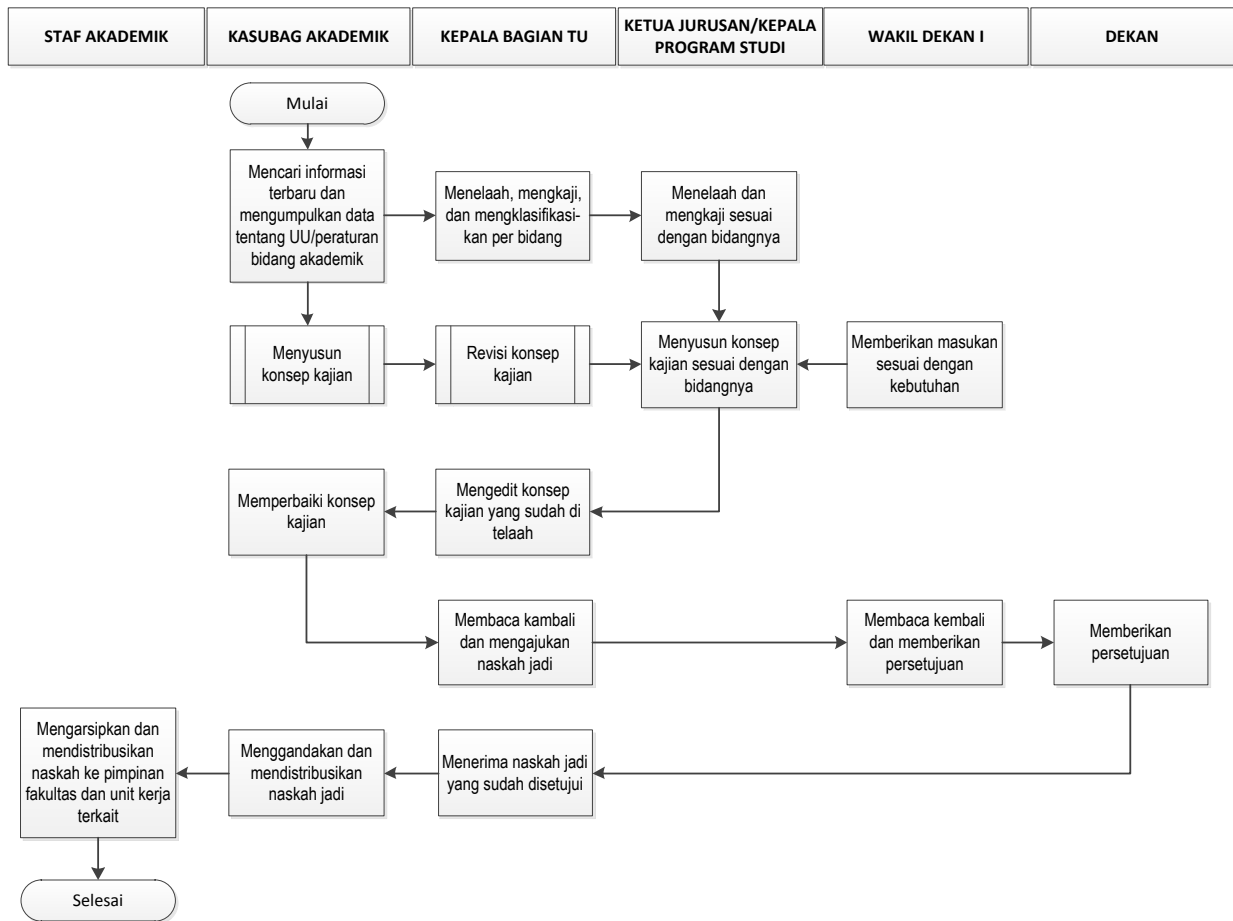 STAF AKADEMIK
KASUBAG AKADEMIK
KEPALA BAGIAN TU
KETUA JURUSAN/KEPALA
PROGRAM STUDI
WAKIL DEKAN I
DEKAN
Mulai
Mencari informasi
terbaru dan
mengumpulkan data
tentang UU/peraturan
bidang akademik
Menelaah, mengkaji,
dan mengklasifikasi-
kan per bidang
Menelaah dan
mengkaji sesuai
dengan bidangnya
Menyusun
konsep kajian
Revisi konsep
kajian
Menyusun konsep
kajian sesuai dengan
bidangnya
Memberikan masukan
sesuai dengan
kebutuhan
Memperbaiki konsep
kajian
Mengedit konsep
kajian yang sudah di
telaah
Membaca kambali
dan mengajukan
naskah jadi
Membaca kembali
dan memberikan
persetujuan
Memberikan
persetujuan
Mengarsipkan dan
mendistribusikan
naskah ke pimpinan
fakultas dan unit kerja
terkait
Menggandakan dan
mendistribusikan
naskah jadi
Menerima naskah jadi
yang sudah disetujui
Selesai